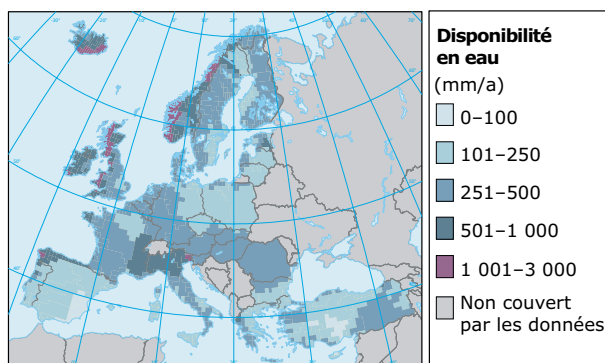 Disponibilité
en eau
(mm/a)
0–100
101–250
251–500
501–1 000
1 001–3 000
Non couvert
par les données